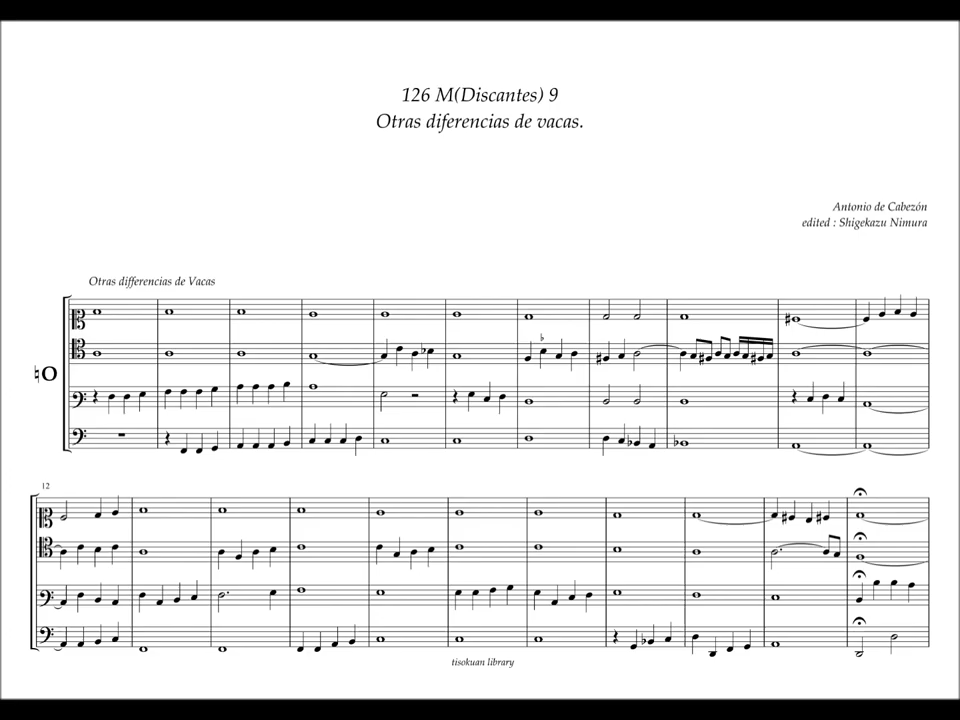 126 M(Discantes) 9
Otras diferencias de vacas.
Antonio de Cabezón
edited : Shigekazu Nimura
Otras differencias de Vacas
♮O
12
tisokuan library